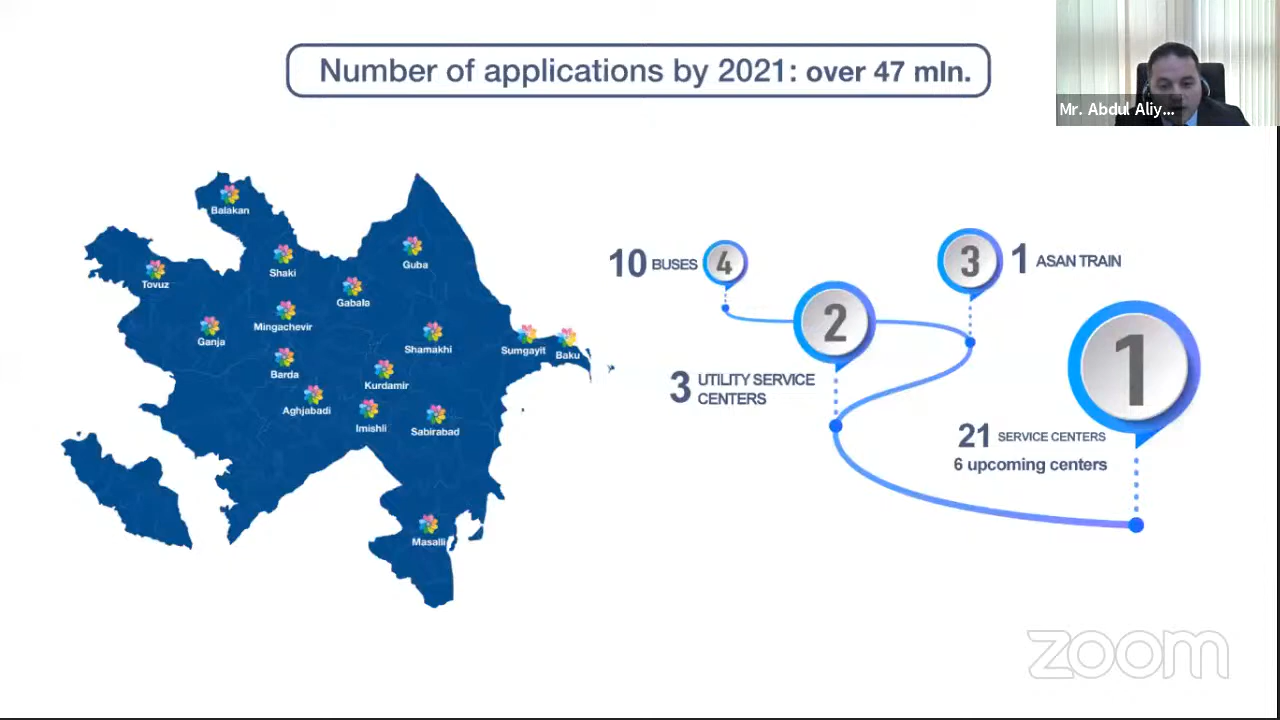 Number of applications by 2021: over 47 mln.
Mr. Abdul Aliy...
Balakan
Guba
Shaki
Tovuz
Gabala
Mingachevir
Ganja
Shamakhi
Sumgayit
Baku
Barda
Kurdamir
Aghjabadi
Imishli
Sabirabad
Masalli
10 BUSES
4
3
1 ASAN TRAIN
2
1
3 UTILITY SERVICE
CENTERS
21 SERVICE CENTERS
6 upcoming centers
zoom